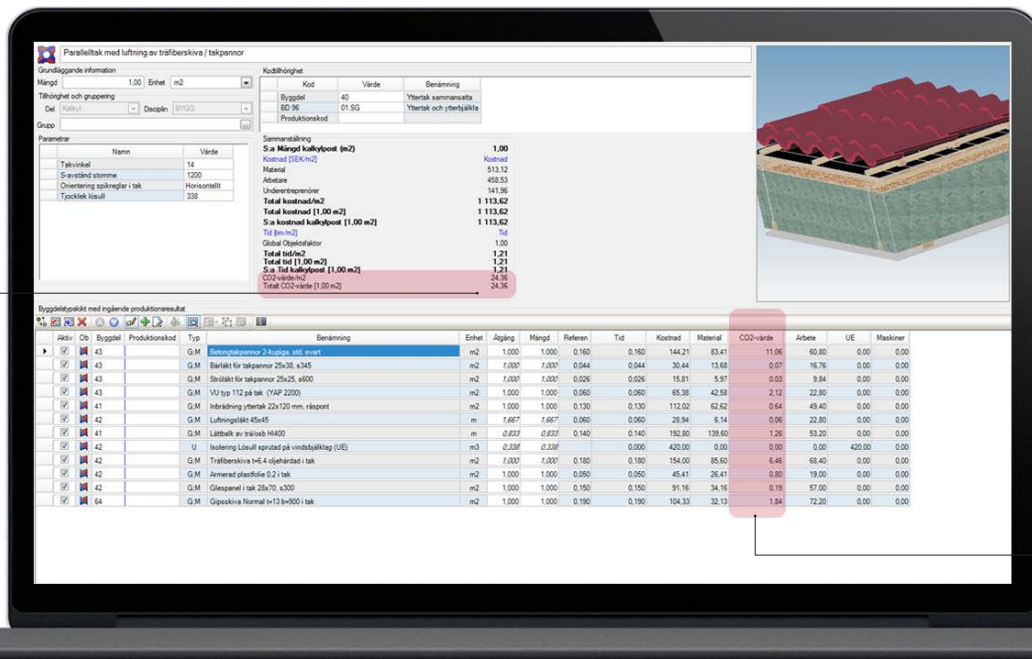 Parallelltak med luftning av träfiberskiva / takpannor
Grundläggande information
Mängd 1,00 Enhet m2
Tillhörighet och gruppering
Del Kalkyl Disciplin BYGG
Grupp
Kodtillhörighet
Kod Värde Benämning
Byggdel 40 Yttertak sammansatta
BD 96 01.SG Yttertak och ytterbjälkla
Produktionskod
Parametrar
Namn Värde
Takvinkel 14
S-avstånd stomme 1200
Orientering spikreglar i tak Horisontellt
Tjocklek lösull 338
Sammanställning
S:a Mängd kalkylpost (m2) 1,00
Kostnad [SEK/m2] Kostnad
Material 513,12
Arbetare 458,53
Underentreprenörer 141,96
Total kostnad/m2 1 113,62
Total kostnad [1,00 m2] 1 113,62
S:a kostnad kalkylpost [1,00 m2] 1 113,62
Tid [tim/m2] Tid
Global Objektsfaktor 1,00
Total tid/m2 1,21
Total tid [1,00 m2] 1,21
S:a Tid kalkylpost [1,00 m2] 1,21
CO2-värde/m2 24,36
Totalt CO2-värde [1,00 m2] 24,36
Byggdelstypskikt med ingående produktionsresultat
Aktiv Ob Byggdel Produktionskod Typ Benämning Enhet Åtgång Mängd Referen Tid Kostnad Material CO2-värde Arbete UE Maskiner
43 G;M Betongtakpannor 2-kupiga, std, svart m2 1,000 1,000 0,160 0,160 144,21 83,41 11,06 60,80 0,00 0,00
43 G;M Bärläkt för takpannor 25x38, s345 m2 1,000 1,000 0,044 0,044 30,44 13,68 0,07 16,76 0,00 0,00
43 G;M Ströläkt för takpannor 25x25, s600 m2 1,000 1,000 0,026 0,026 15,81 5,97 0,03 9,84 0,00 0,00
43 G;M VU typ 112 på tak (YAP 2200) m2 1,000 1,000 0,060 0,060 65,38 42,58 2,12 22,80 0,00 0,00
41 G;M Inbrädning yttertak 22x120 mm, råspont m2 1,000 1,000 0,130 0,130 112,02 62,62 0,64 49,40 0,00 0,00
42 G;M Luftningsläkt 45x45 m 1,667 1,667 0,060 0,060 28,94 6,14 0,06 22,80 0,00 0,00
41 G;M Lättbalk av trä/osb HI400 m 0,833 0,833 0,140 0,140 192,80 139,60 1,26 53,20 0,00 0,00
42 U Isolering Lösull sprutad på vindsbjälklag (UE) m3 0,338 0,338 0,000 420,00 0,00 0,00 0,00 420,00 0,00
42 G;M Träfiberskiva t=6.4 oljehärdad i tak m2 1,000 1,000 0,180 0,180 154,00 85,60 6,46 68,40 0,00 0,00
42 G;M Armerad plastfolie 0,2 i tak m2 1,000 1,000 0,050 0,050 45,41 26,41 0,80 19,00 0,00 0,00
42 G;M Glespanel i tak 28x70, s300 m2 1,000 1,000 0,150 0,150 91,16 34,16 0,19 57,00 0,00 0,00
64 G;M Gipsskiva Normal t=13 b=900 i tak m2 1,000 1,000 0,190 0,190 104,33 32,13 1,84 72,20 0,00 0,00